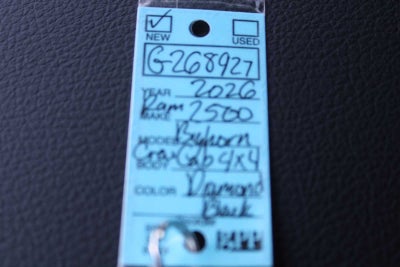 NEW USED
G-268927
YEAR 2026
Ram 2500
MAKE
MODEL Bighorn
Crew Cab 4x4
BODY
COLOR Diamond
Black